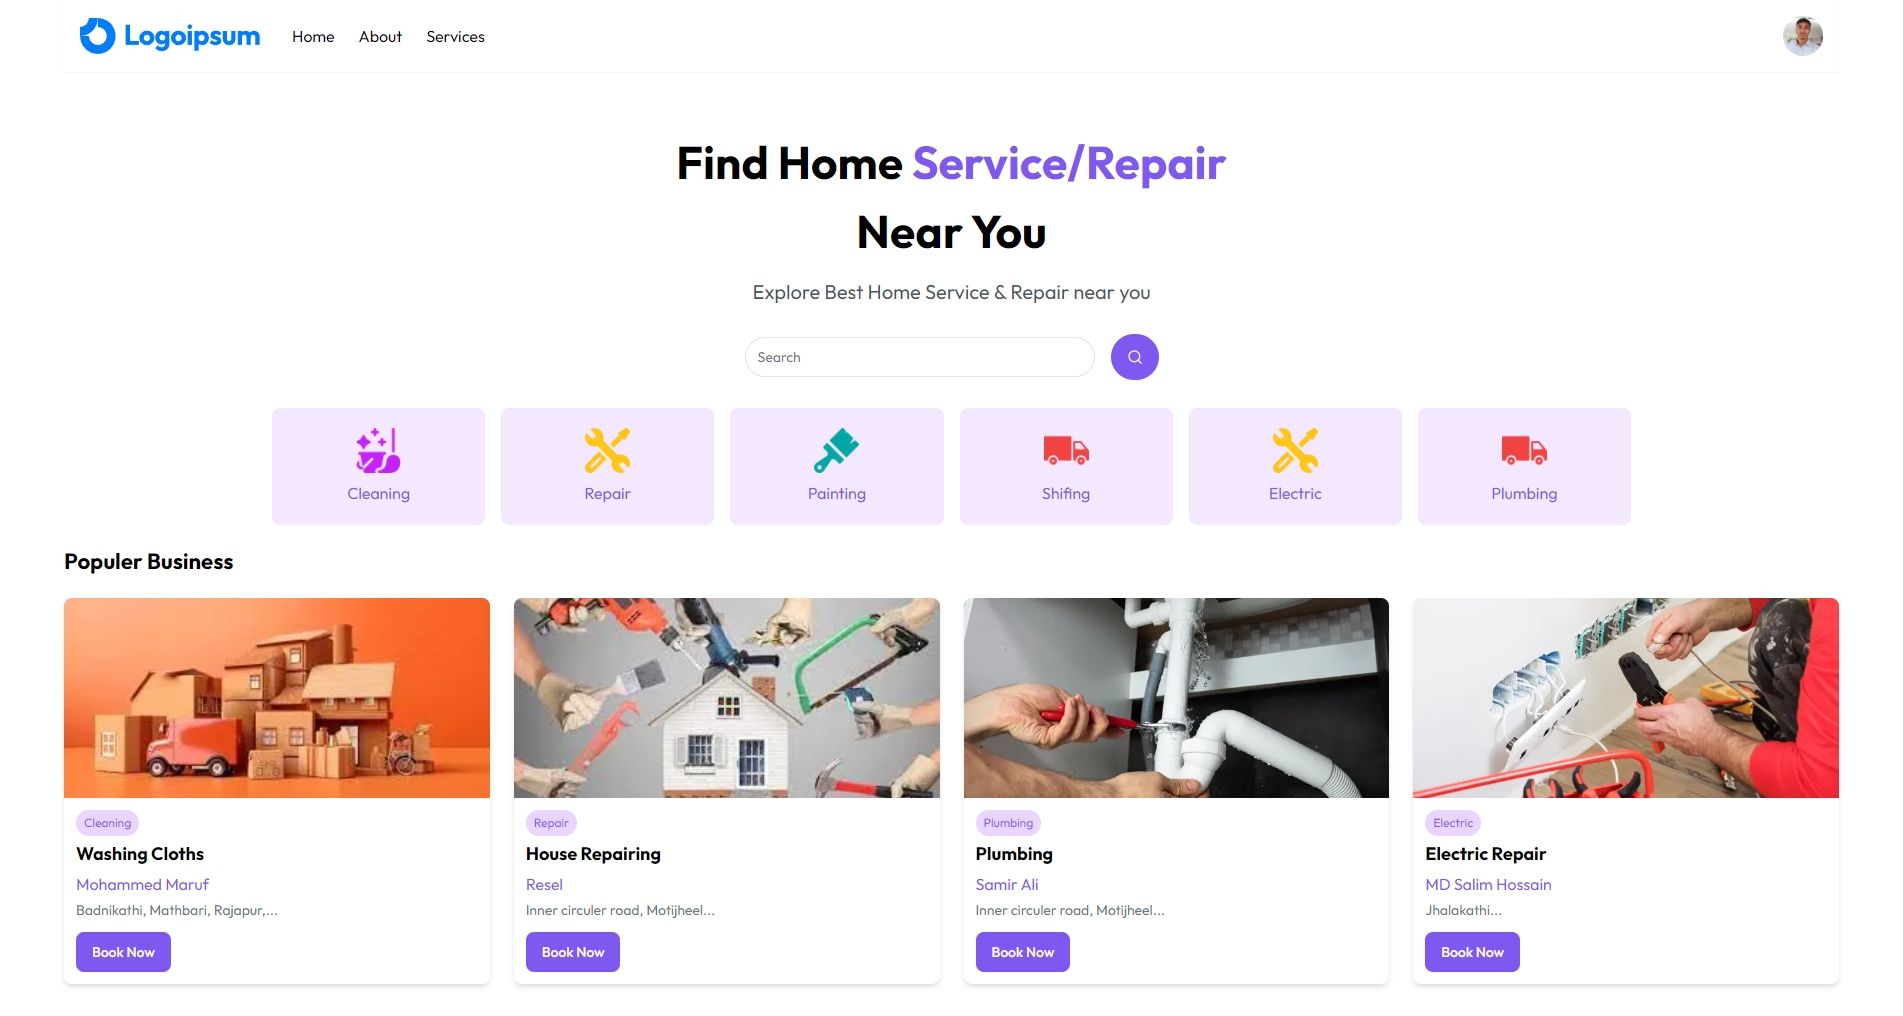 Logoipsum Home About Services
Find Home Service/Repair
Near You
Explore Best Home Service & Repair near you
Search
Cleaning Repair Painting Shifing Electric Plumbing
Populer Business
Cleaning
Washing Cloths
Mohammed Maruf
Badnikathi, Mathbari, Rajapur,...
Book Now
Repair
House Repairing
Resel
Inner circuler road, Motijheel...
Book Now
Plumbing
Plumbing
Samir Ali
Inner circuler road, Motijheel...
Book Now
Electric
Electric Repair
MD Salim Hossain
Jhalakathi...
Book Now